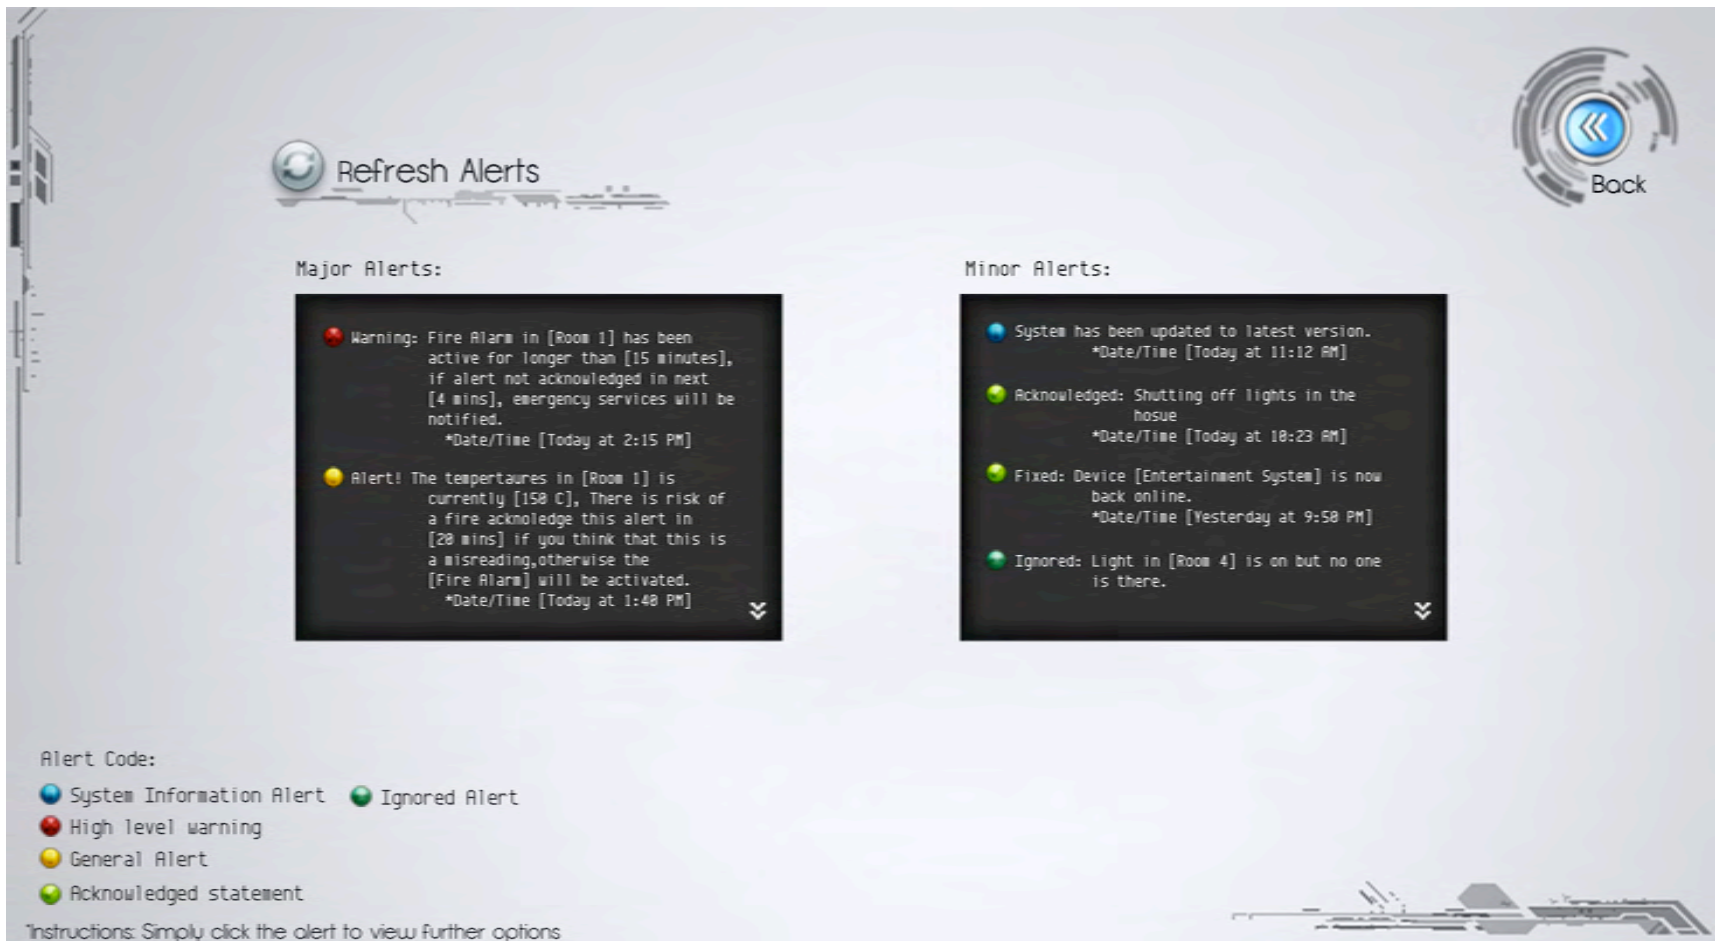 Refresh Alerts
Back
Major Alerts:
Warning: Fire Alarm in [Room 1] has been
active for longer than [15 minutes],
if alert not acknowledged in next
[4 mins], emergency services will be
notified.
*Date/Time [Today at 2:15 PM]
Alert! The tempertaures in [Room 1] is
currently [150 C], There is risk of
a fire acknoledge this alert in
[20 mins] if you think that this is
a misreading,otherwise the
[Fire Alarm] will be activated.
*Date/Time [Today at 1:40 PM]
Minor Alerts:
System has been updated to latest version.
*Date/Time [Today at 11:12 AM]
Acknowledged: Shutting off lights in the
hosue
*Date/Time [Today at 10:23 AM]
Fixed: Device [Entertainment System] is now
back online.
*Date/Time [Yesterday at 9:50 PM]
Ignored: Light in [Room 4] is on but no one
is there.
Alert Code:
System Information Alert
Ignored Alert
High level warning
General Alert
Acknowledged statement
*Instructions: Simply click the alert to view further options